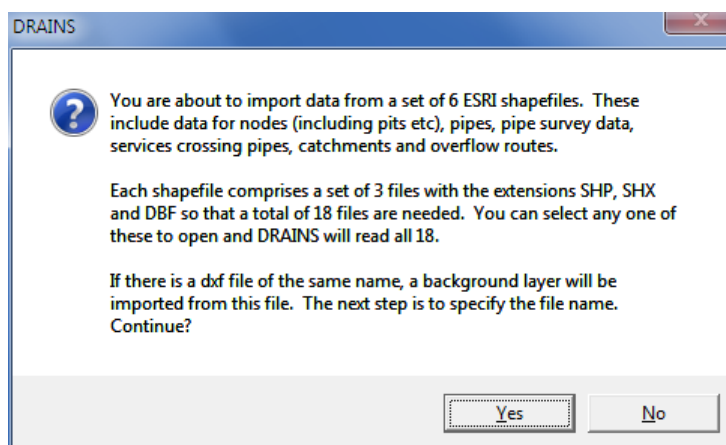 DRAINS
You are about to import data from a set of 6 ESRI shapefiles. These
include data for nodes (including pits etc), pipes, pipe survey data,
services crossing pipes, catchments and overflow routes.
Each shapefile comprises a set of 3 files with the extensions SHP, SHX
and DBF so that a total of 18 files are needed. You can select any one of
these to open and DRAINS will read all 18.
If there is a dxf file of the same name, a background layer will be
imported from this file. The next step is to specify the file name.
Continue?
Yes No